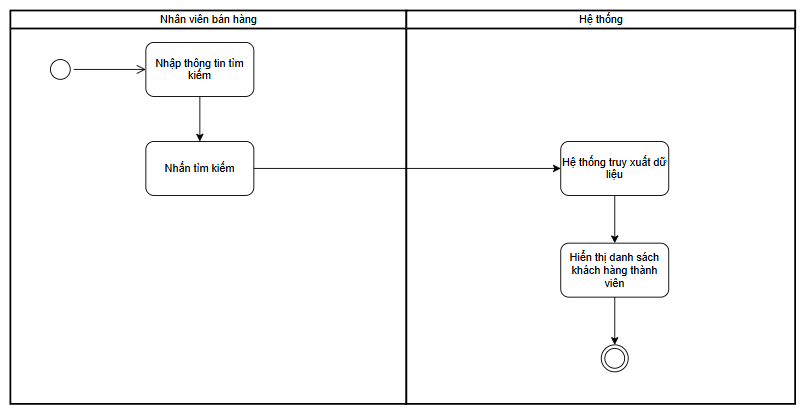 Nhân viên bán hàng
Hệ thống
Nhập thông tin tìm
kiếm
Nhấn tìm kiếm
Hệ thống truy xuất dữ
liệu
Hiển thị danh sách
khách hàng thành
viên